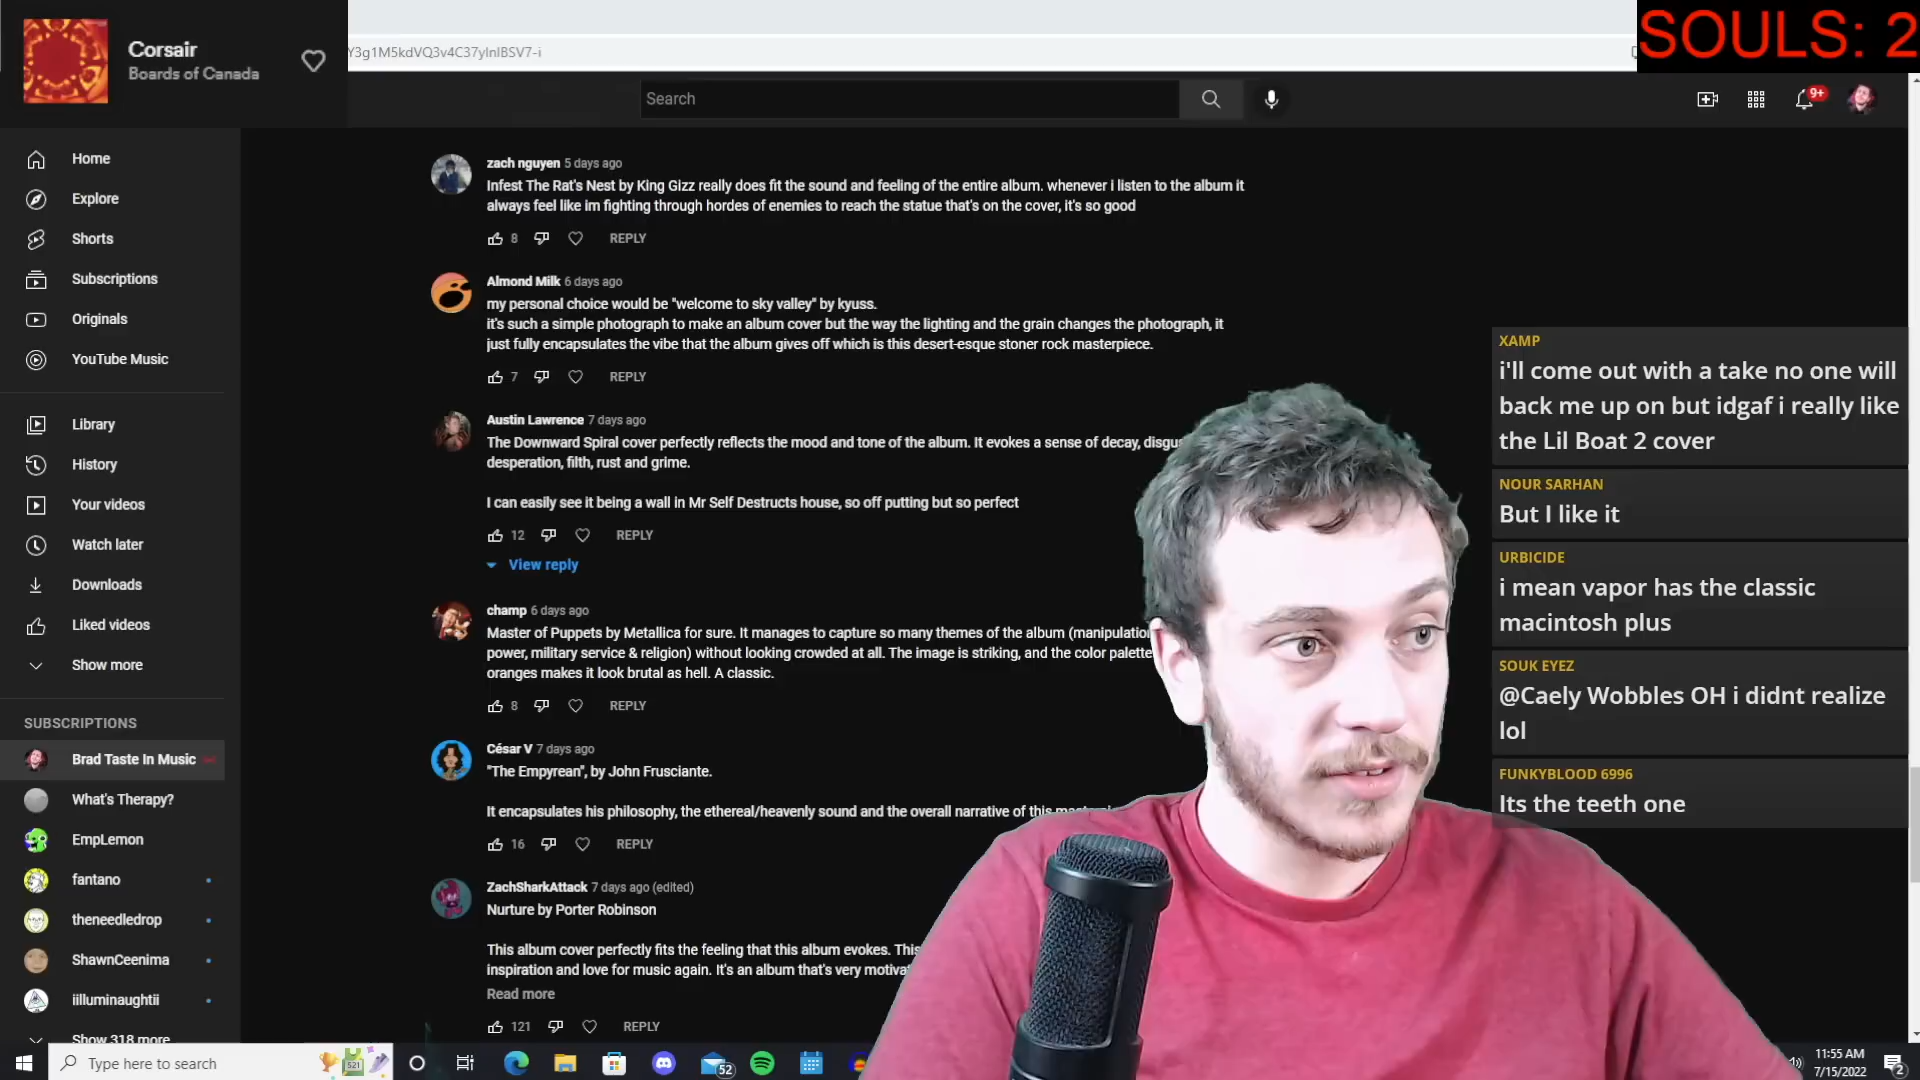 Corsair
Boards of Canada
Y3g1M5kdVQ3v4C37yInIBSV7-i
SOULS: 2
Search
9+
Home
Explore
Shorts
Subscriptions
Originals
YouTube Music
Library
History
Your videos
Watch later
Downloads
Liked videos
Show more
SUBSCRIPTIONS
Brad Taste In Music
What's Therapy?
EmpLemon
fantano
theneedledrop
ShawnCeenima
iilluminaughtii
Show 318 more
zach nguyen 5 days ago
Infest The Rat's Nest by King Gizz really does fit the sound and feeling of the entire album. whenever i listen to the album it
always feel like im fighting through hordes of enemies to reach the statue that's on the cover, it's so good
8 REPLY
Almond Milk 6 days ago
my personal choice would be "welcome to sky valley" by kyuss.
it's such a simple photograph to make an album cover but the way the lighting and the grain changes the photograph, it
just fully encapsulates the vibe that the album gives off which is this desert-esque stoner rock masterpiece.
7 REPLY
Austin Lawrence 7 days ago
The Downward Spiral cover perfectly reflects the mood and tone of the album. It evokes a sense of decay,
desperation, filth, rust and grime.
I can easily see it being a wall in Mr Self Destructs house, so off putting but so perfect
12 REPLY
View reply
champ 6 days ago
Master of Puppets by Metallica for sure. It manages to capture so many themes of the album (manipulation
power, military service & religion) without looking crowded at all. The image is striking, and the color palette
oranges makes it look brutal as hell. A classic.
8 REPLY
César V 7 days ago
"The Empyrean", by John Frusciante.
It encapsulates his philosophy, the ethereal/heavenly sound and the overall narrative of this
16 REPLY
ZachSharkAttack 7 days ago (edited)
Nurture by Porter Robinson
This album cover perfectly fits the feeling that this album evokes. This
inspiration and love for music again. It's an album that's very
Read more
121 REPLY
XAMP
i'll come out with a take no one will
back me up on but idgaf i really like
the Lil Boat 2 cover
NOUR SARHAN
But I like it
URBICIDE
i mean vapor has the classic
macintosh plus
SOUK EYEZ
@Caely Wobbles OH i didnt realize
lol
FUNKYBLOOD 6996
Its the teeth one
Type here to search
521
52
11:55 AM
7/15/2022
2